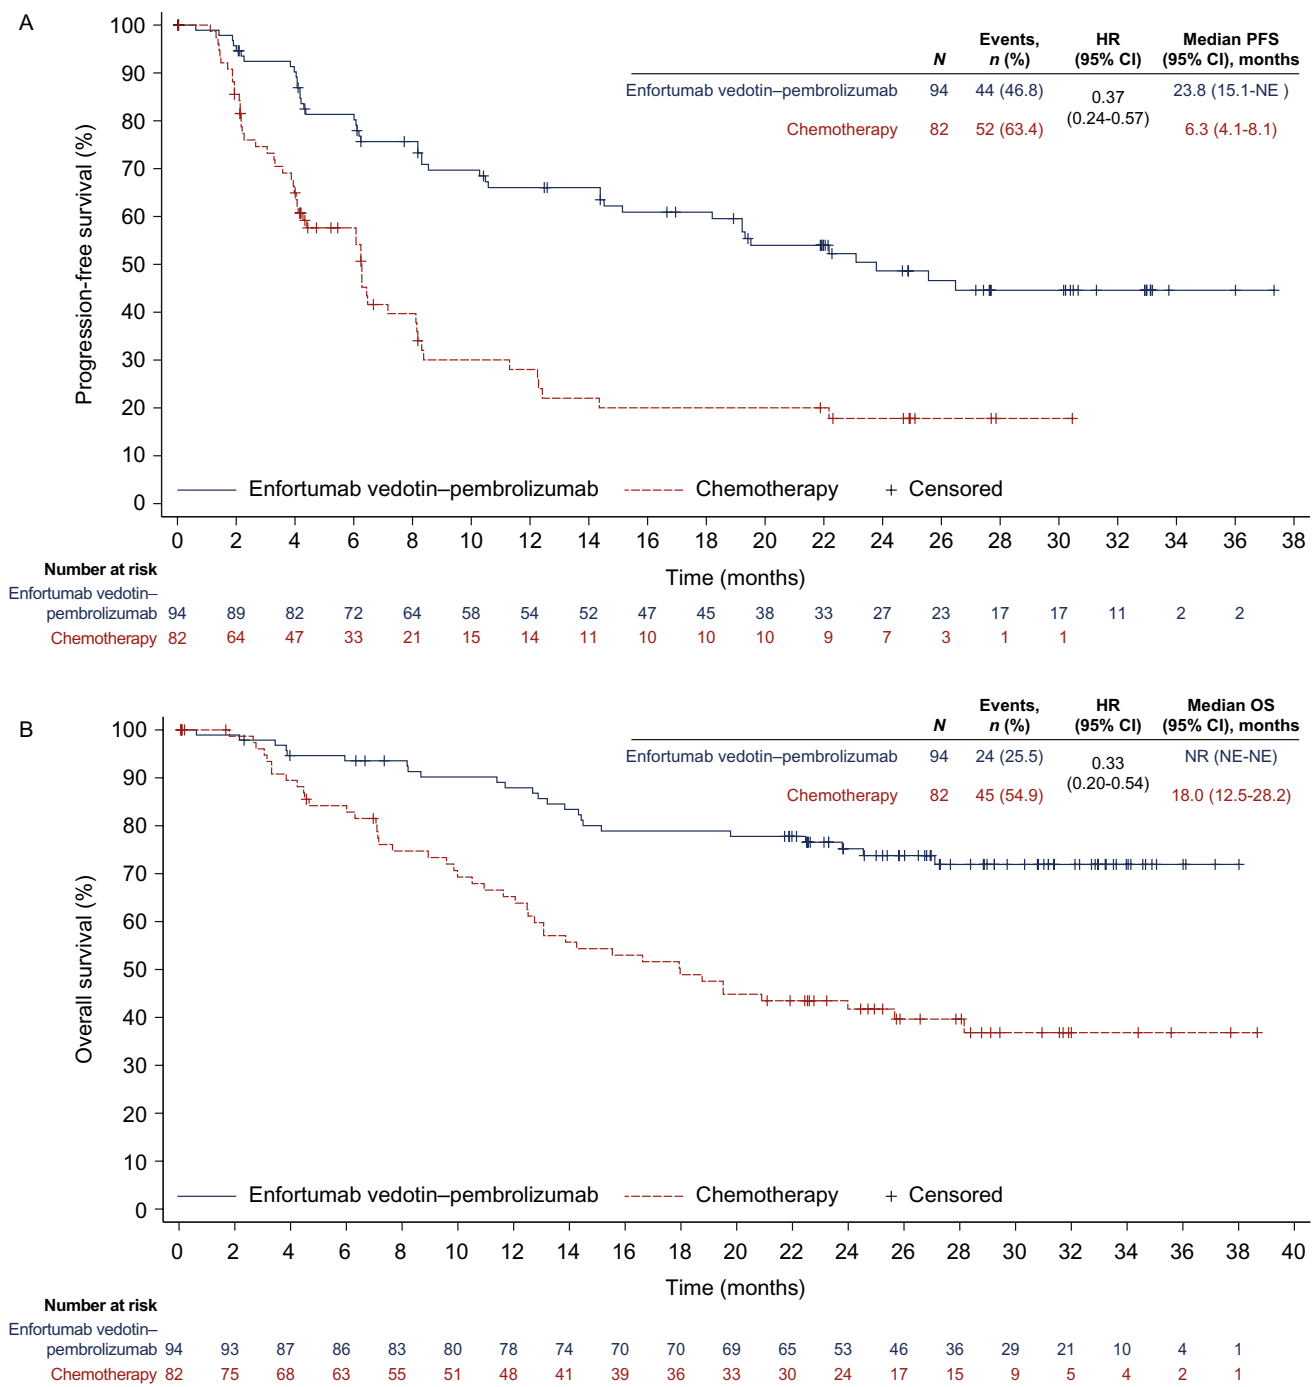 A
Events, HR Median PFS
N n (%) (95% CI) (95% CI), months
Enfortumab vedotin–pembrolizumab 94 44 (46.8) 0.37 (0.24-0.57) 23.8 (15.1-NE )
Chemotherapy 82 52 (63.4) 6.3 (4.1-8.1)
Progression-free survival (%)
100
90
80
70
60
50
40
30
20
10
0
Enfortumab vedotin–pembrolizumab Chemotherapy + Censored
0 2 4 6 8 10 12 14 16 18 20 22 24 26 28 30 32 34 36 38
Time (months)
Number at risk
Enfortumab vedotin–
pembrolizumab 94 89 82 72 64 58 54 52 47 45 38 33 27 23 17 17 11 2 2
Chemotherapy 82 64 47 33 21 15 14 11 10 10 10 9 7 3 1 1
B
Events, HR Median OS
N n (%) (95% CI) (95% CI), months
Enfortumab vedotin–pembrolizumab 94 24 (25.5) 0.33 (0.20-0.54) NR (NE-NE)
Chemotherapy 82 45 (54.9) 18.0 (12.5-28.2)
Overall survival (%)
100
90
80
70
60
50
40
30
20
10
0
Enfortumab vedotin–pembrolizumab Chemotherapy + Censored
0 2 4 6 8 10 12 14 16 18 20 22 24 26 28 30 32 34 36 38 40
Time (months)
Number at risk
Enfortumab vedotin–
pembrolizumab 94 93 87 86 83 80 78 74 70 70 69 65 53 46 36 29 21 10 4 1
Chemotherapy 82 75 68 63 55 51 48 41 39 36 33 30 24 17 15 9 5 4 2 1